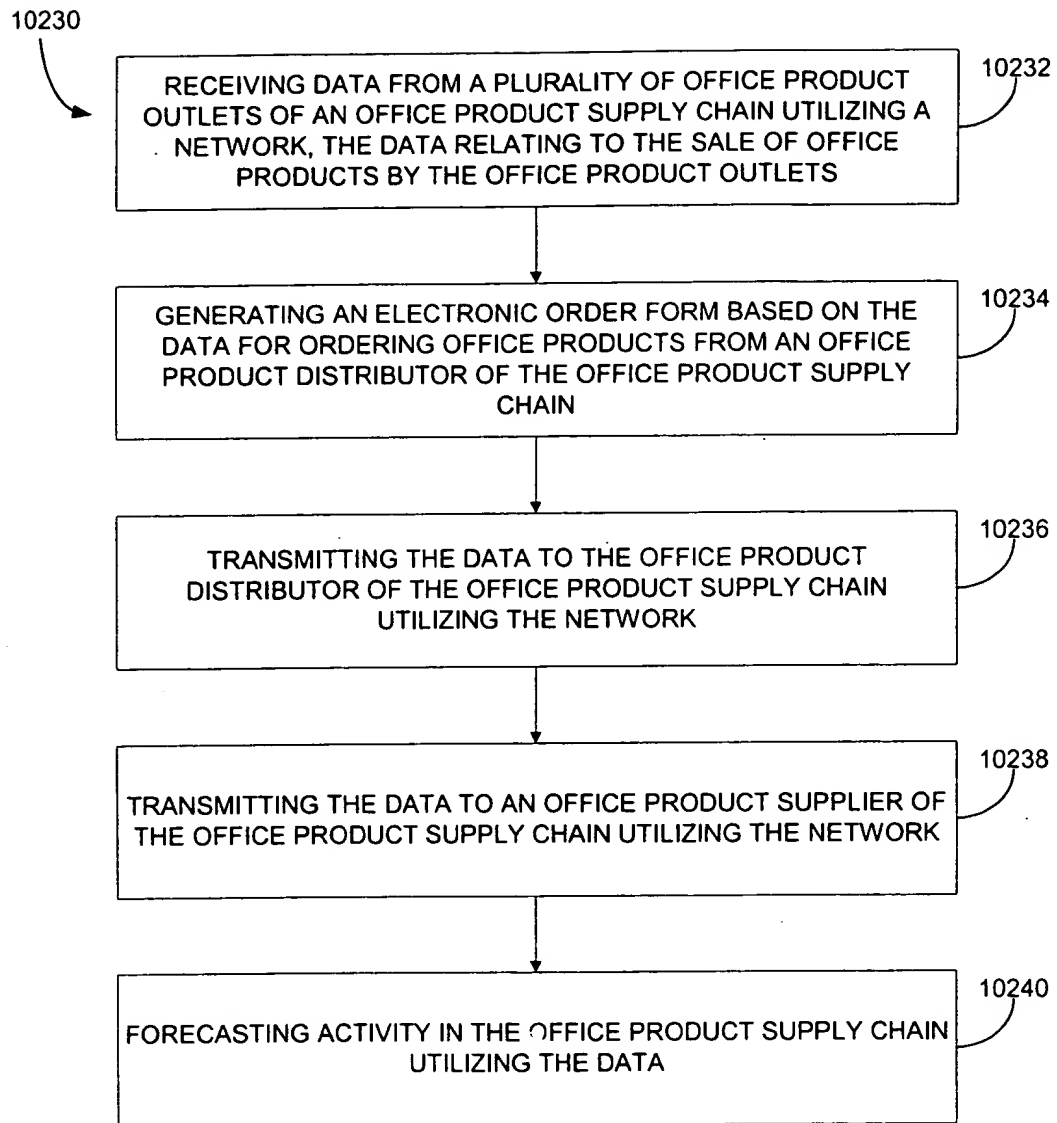 10230
RECEIVING DATA FROM A PLURALITY OF OFFICE PRODUCT
OUTLETS OF AN OFFICE PRODUCT SUPPLY CHAIN UTILIZING A
NETWORK, THE DATA RELATING TO THE SALE OF OFFICE
PRODUCTS BY THE OFFICE PRODUCT OUTLETS
10232
GENERATING AN ELECTRONIC ORDER FORM BASED ON THE
DATA FOR ORDERING OFFICE PRODUCTS FROM AN OFFICE
PRODUCT DISTRIBUTOR OF THE OFFICE PRODUCT SUPPLY
CHAIN
10234
TRANSMITTING THE DATA TO THE OFFICE PRODUCT
DISTRIBUTOR OF THE OFFICE PRODUCT SUPPLY CHAIN
UTILIZING THE NETWORK
10236
TRANSMITTING THE DATA TO AN OFFICE PRODUCT SUPPLIER OF
THE OFFICE PRODUCT SUPPLY CHAIN UTILIZING THE NETWORK
10238
FORECASTING ACTIVITY IN THE OFFICE PRODUCT SUPPLY CHAIN
UTILIZING THE DATA
10240